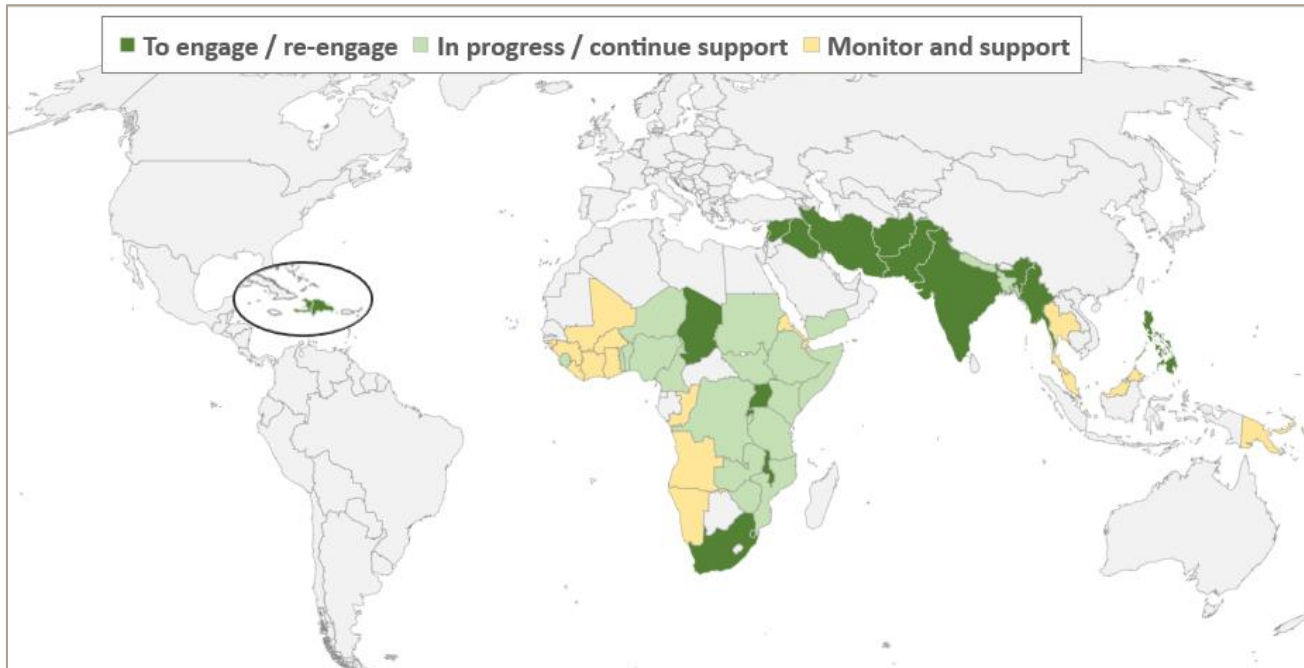 To engage / re-engage In progress / continue support Monitor and support